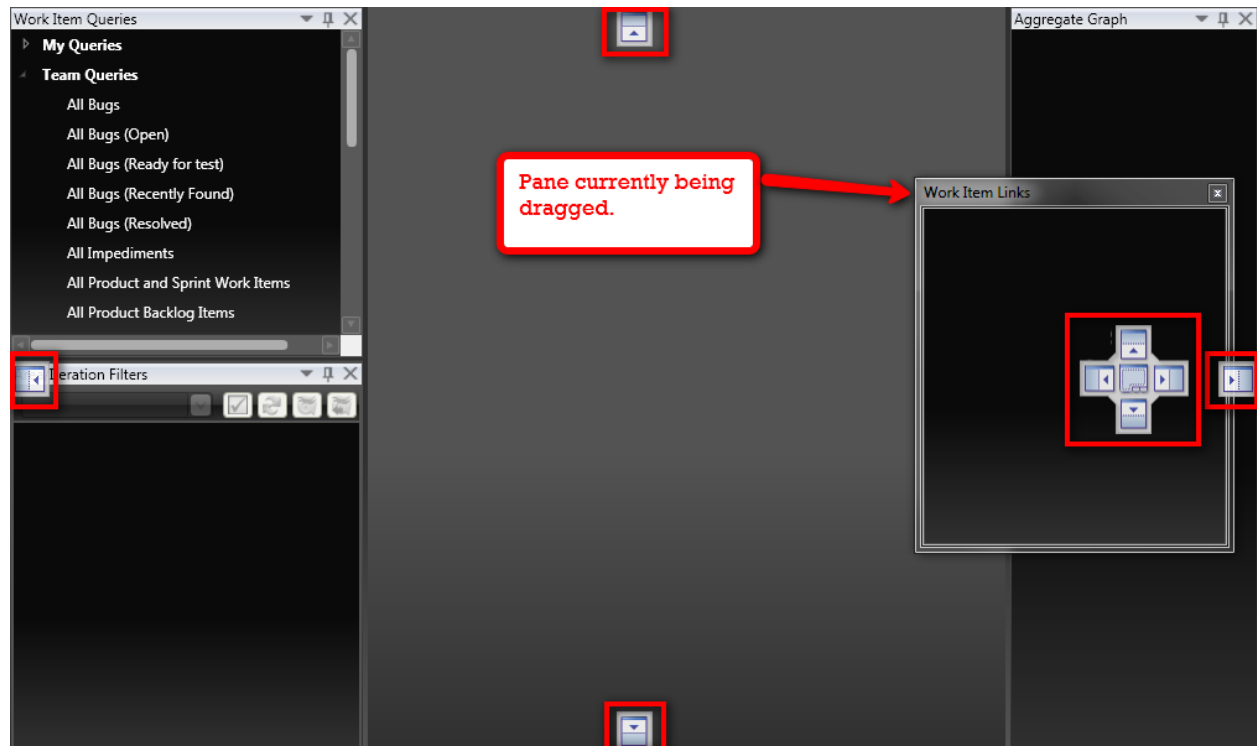 Work Item Queries
My Queries
Team Queries
All Bugs
All Bugs (Open)
All Bugs (Ready for test)
All Bugs (Recently Found)
All Bugs (Resolved)
All Impediments
All Product and Sprint Work Items
All Product Backlog Items
eration Filters
Pane currently being
dragged.
Aggregate Graph
Work Item Links